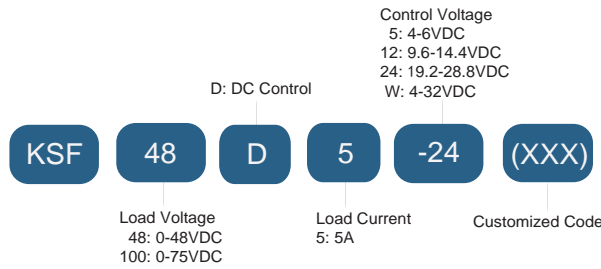 Control Voltage
5: 4-6VDC
12: 9.6-14.4VDC
24: 19.2-28.8VDC
W: 4-32VDC
D: DC Control
KSF 48 D 5 -24 (XXX)
Load Voltage
48: 0-48VDC
100: 0-75VDC
Load Current
5: 5A
Customized Code